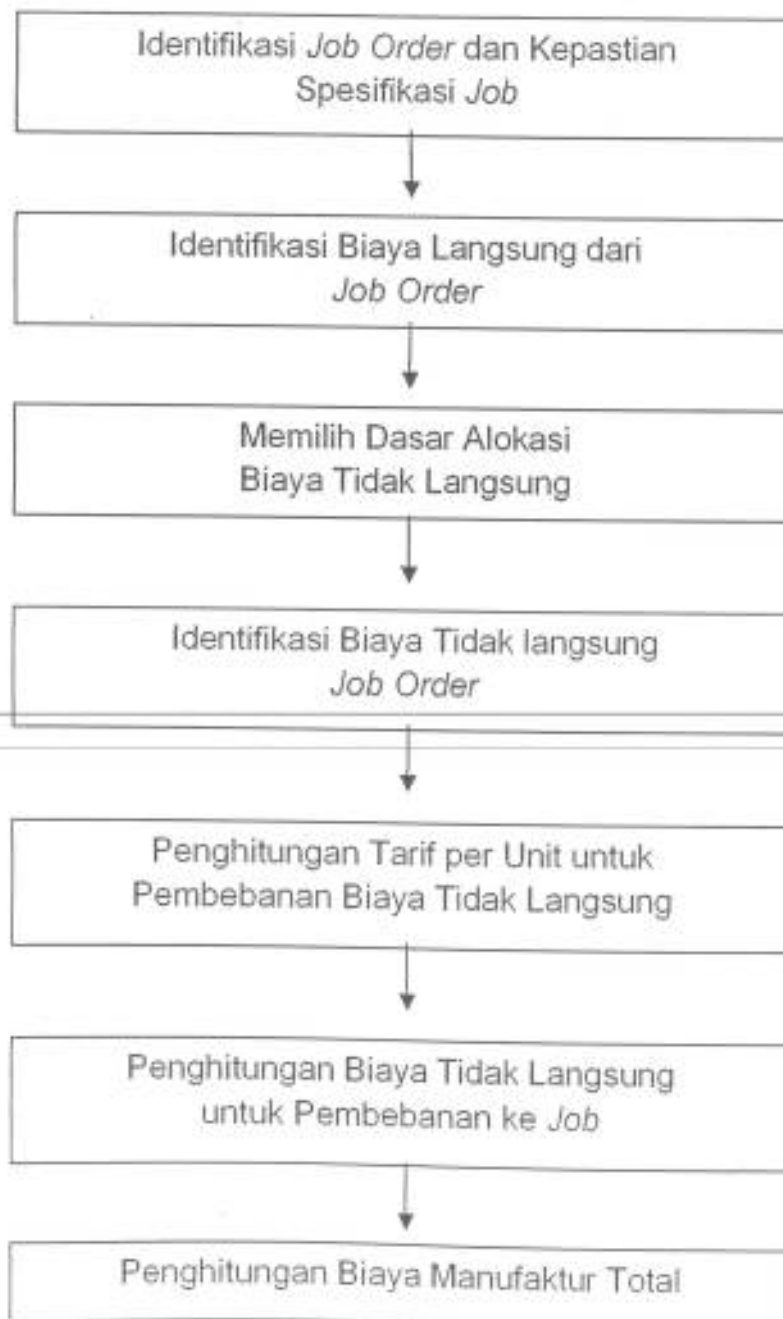 Identifikasi Job Order dan Kepastian
Spesifikasi Job
Identifikasi Biaya Langsung dari
Job Order
Memilih Dasar Alokasi
Biaya Tidak Langsung
Identifikasi Biaya Tidak langsung
Job Order
Penghitungan Tarif per Unit untuk
Pembebanan Biaya Tidak Langsung
Penghitungan Biaya Tidak Langsung
untuk Pembebanan ke Job
Penghitungan Biaya Manufaktur Total